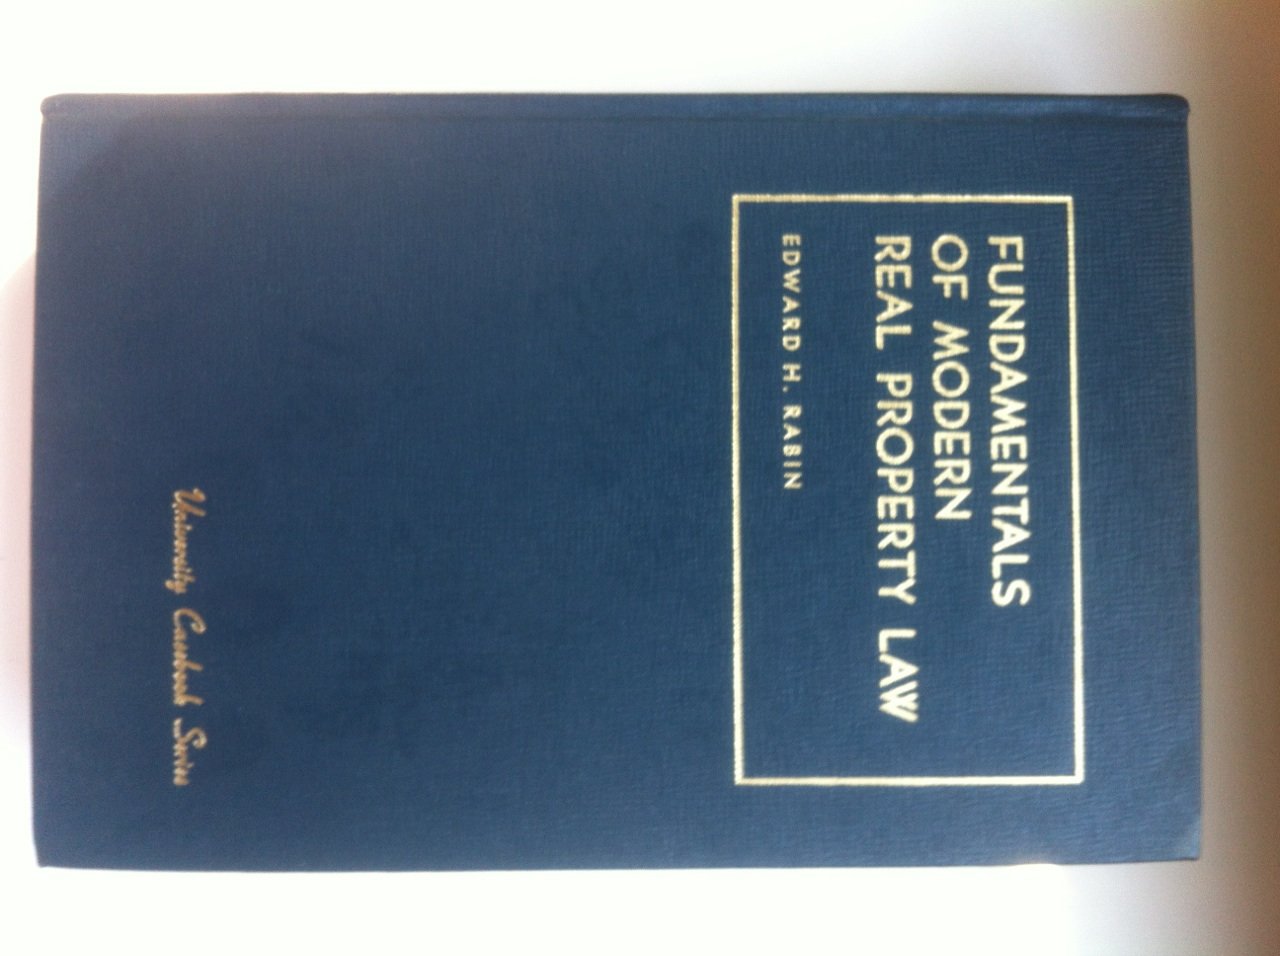 FUNDAMENTALS
OF MODERN
REAL PROPERTY LAW
EDWARD H. RABIN
University Casebook Series